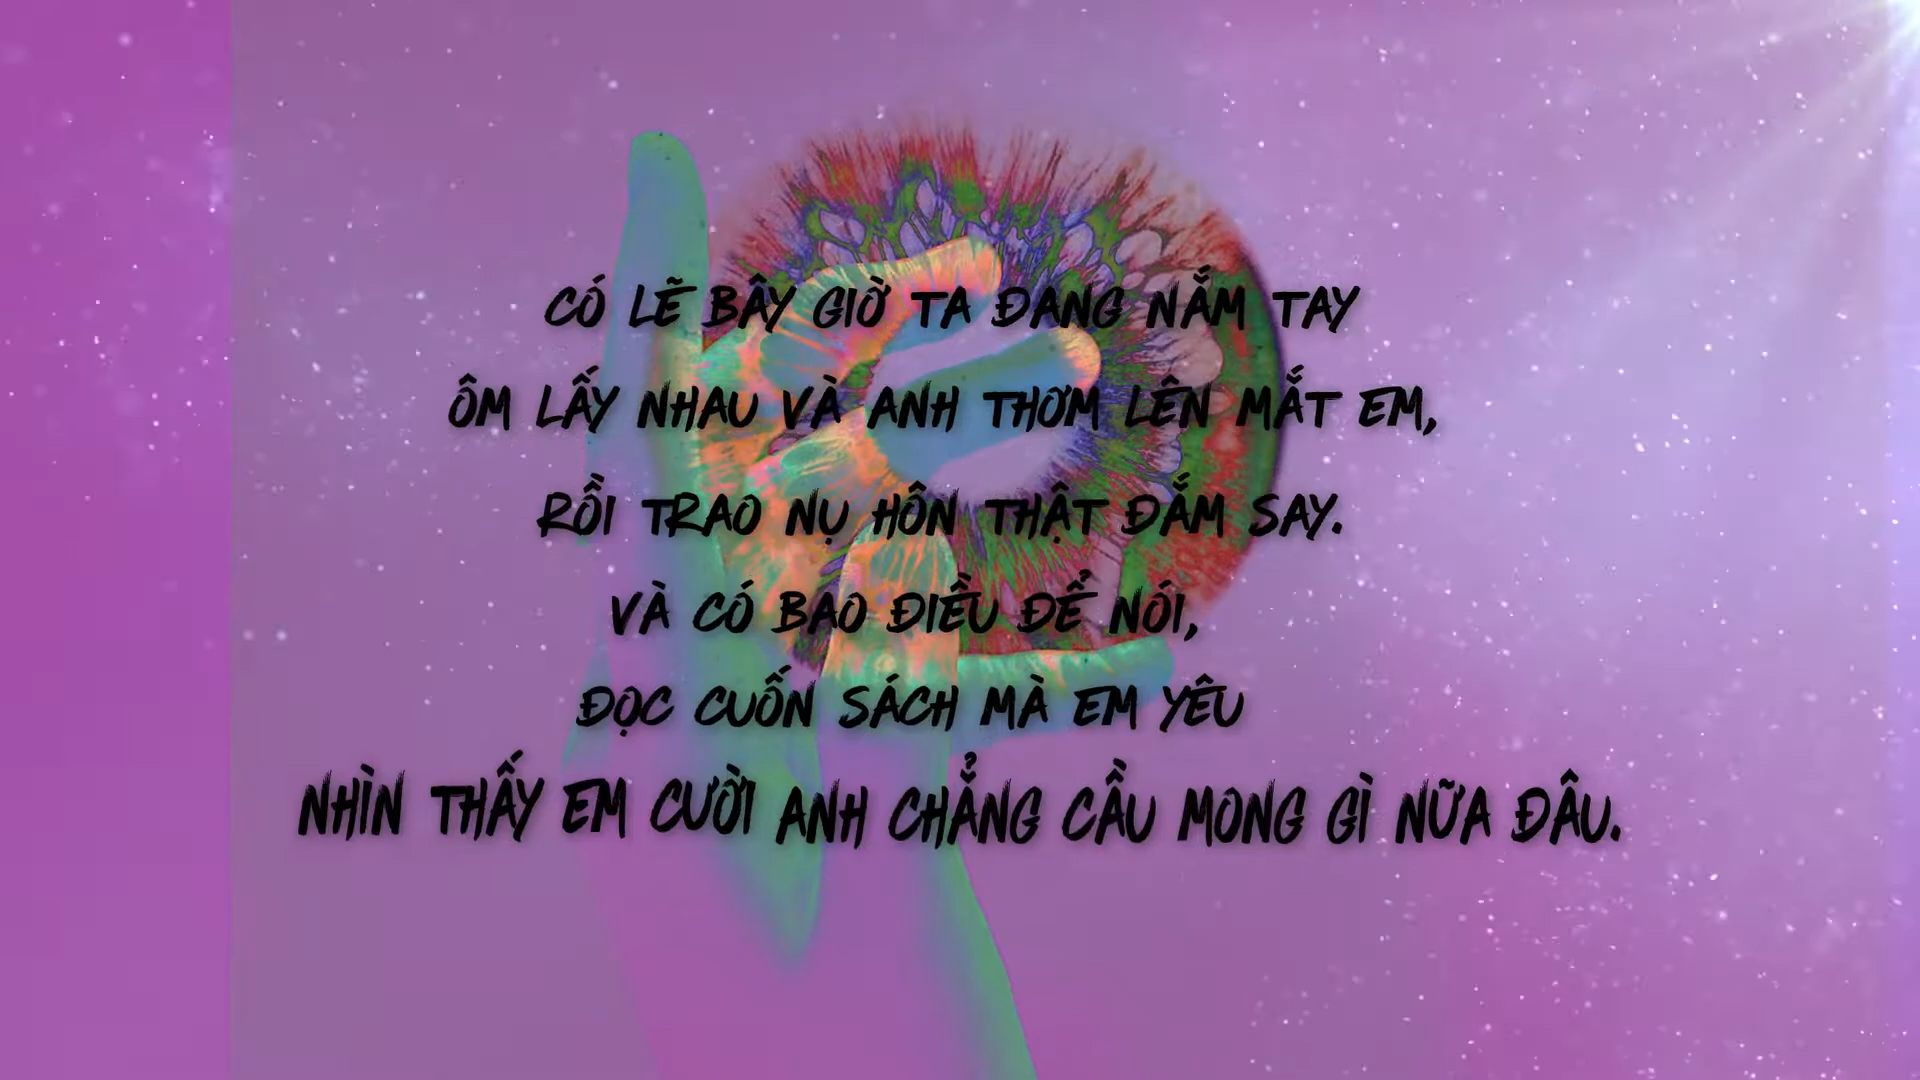 CÓ LẼ BÂY GIỜ TA ĐANG NẮM TAY
ÔM LẤY NHAU VÀ ANH THƠM LÊN MẮT EM,
RỒI TRAO NỤ HÔN THẬT ĐẮM SAY.
VÀ CÓ BAO ĐIỀU ĐỂ NÓI,
ĐỌC CUỐN SÁCH MÀ EM YÊU
NHÌN THẤY EM CƯỜI ANH CHẲNG CẦU MONG GÌ NỮA ĐÂU.